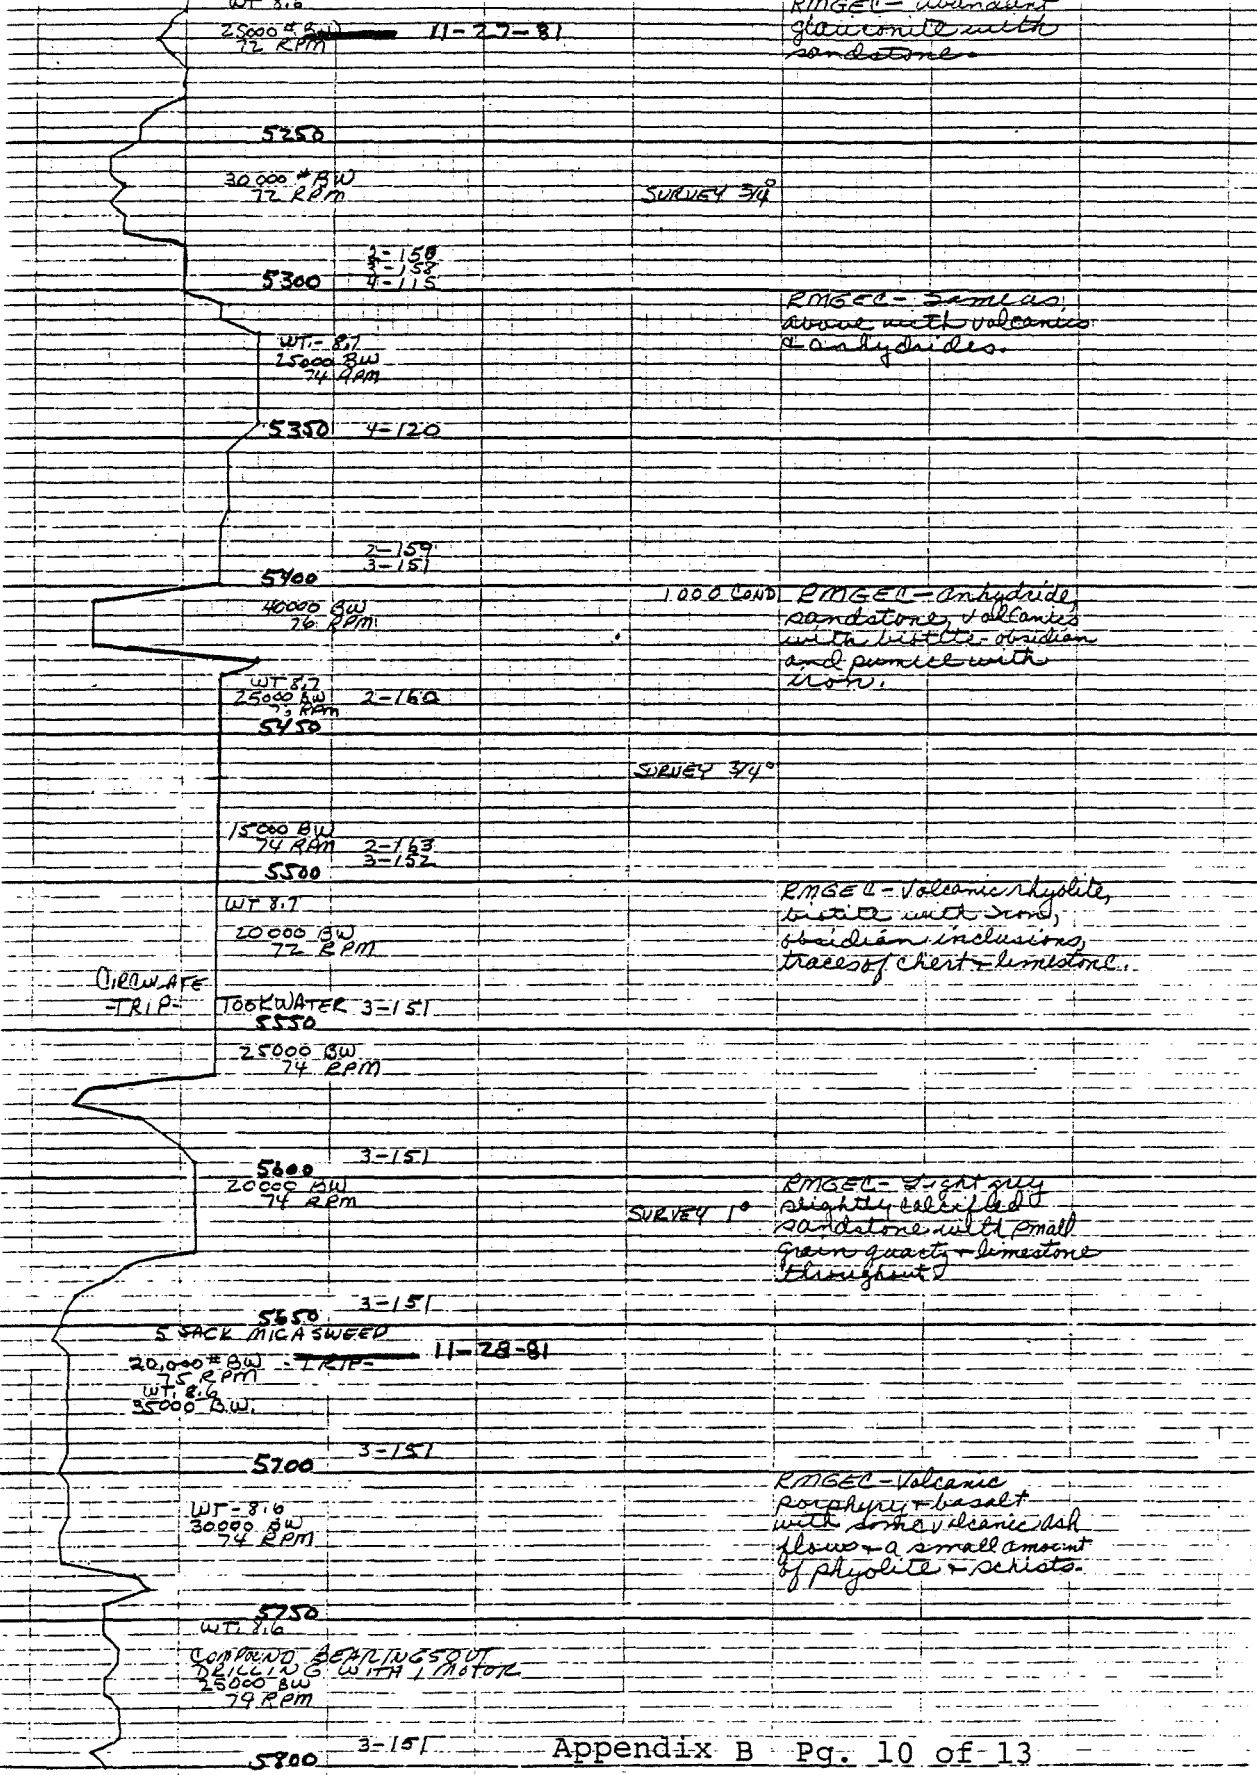 WT 8.6
25000 # BW
72 RPM
11-27-81
RMGEC - abundant
glauconite with
sandstone.
5250
30000 # BW
72 RPM
SURVEY 3/4°
2-158
3-158
4-115
5300
RMGEC - Same as
above with volcanics
& anhydrides.
WT.- 8.7
25000 BW
74 RPM
5350 4-120
2-159
3-151
5400
40000 BW
76 RPM
1000 COND
RMGEC - anhydride,
sandstone, volcanics
with biotite-obsidian
and pumice with
iron.
WT 8.7
25000 BW
RPM
2-160
5450
SURVEY 3/4°
15000 BW
74 RPM
2-163
3-152
5500
RMGEC - Volcanic rhyolite,
biotite with iron,
obsidian inclusions,
traces of chert + limestone.
WT 8.7
20000 BW
72 RPM
CIRCULATE
-TRIP-
TOOK WATER 3-151
5550
25000 BW
74 RPM
3-151
5600
20000 BW
74 RPM
SURVEY 1°
RMGEC - Light grey
slightly calcified
sandstone with small
grain quartz + limestone
throughout
3-151
5650
5 SACK MICA SWEED
20,000 # BW -TRIP-
11-28-81
75 RPM
WT. 8.6
35000 B.W.
3-151
5700
RMGEC - Volcanic
porphyry + basalt
with some volcanic ash
flows + a small amount
of phyolite + schists.
WT - 8.6
30000 BW
74 RPM
5750
WT. 8.6
COMPOUND BEARINGS OUT
DRILLING WITH 1 MOTOR
25000 BW
79 RPM
3-151
5800
Appendix B Pg. 10 of 13